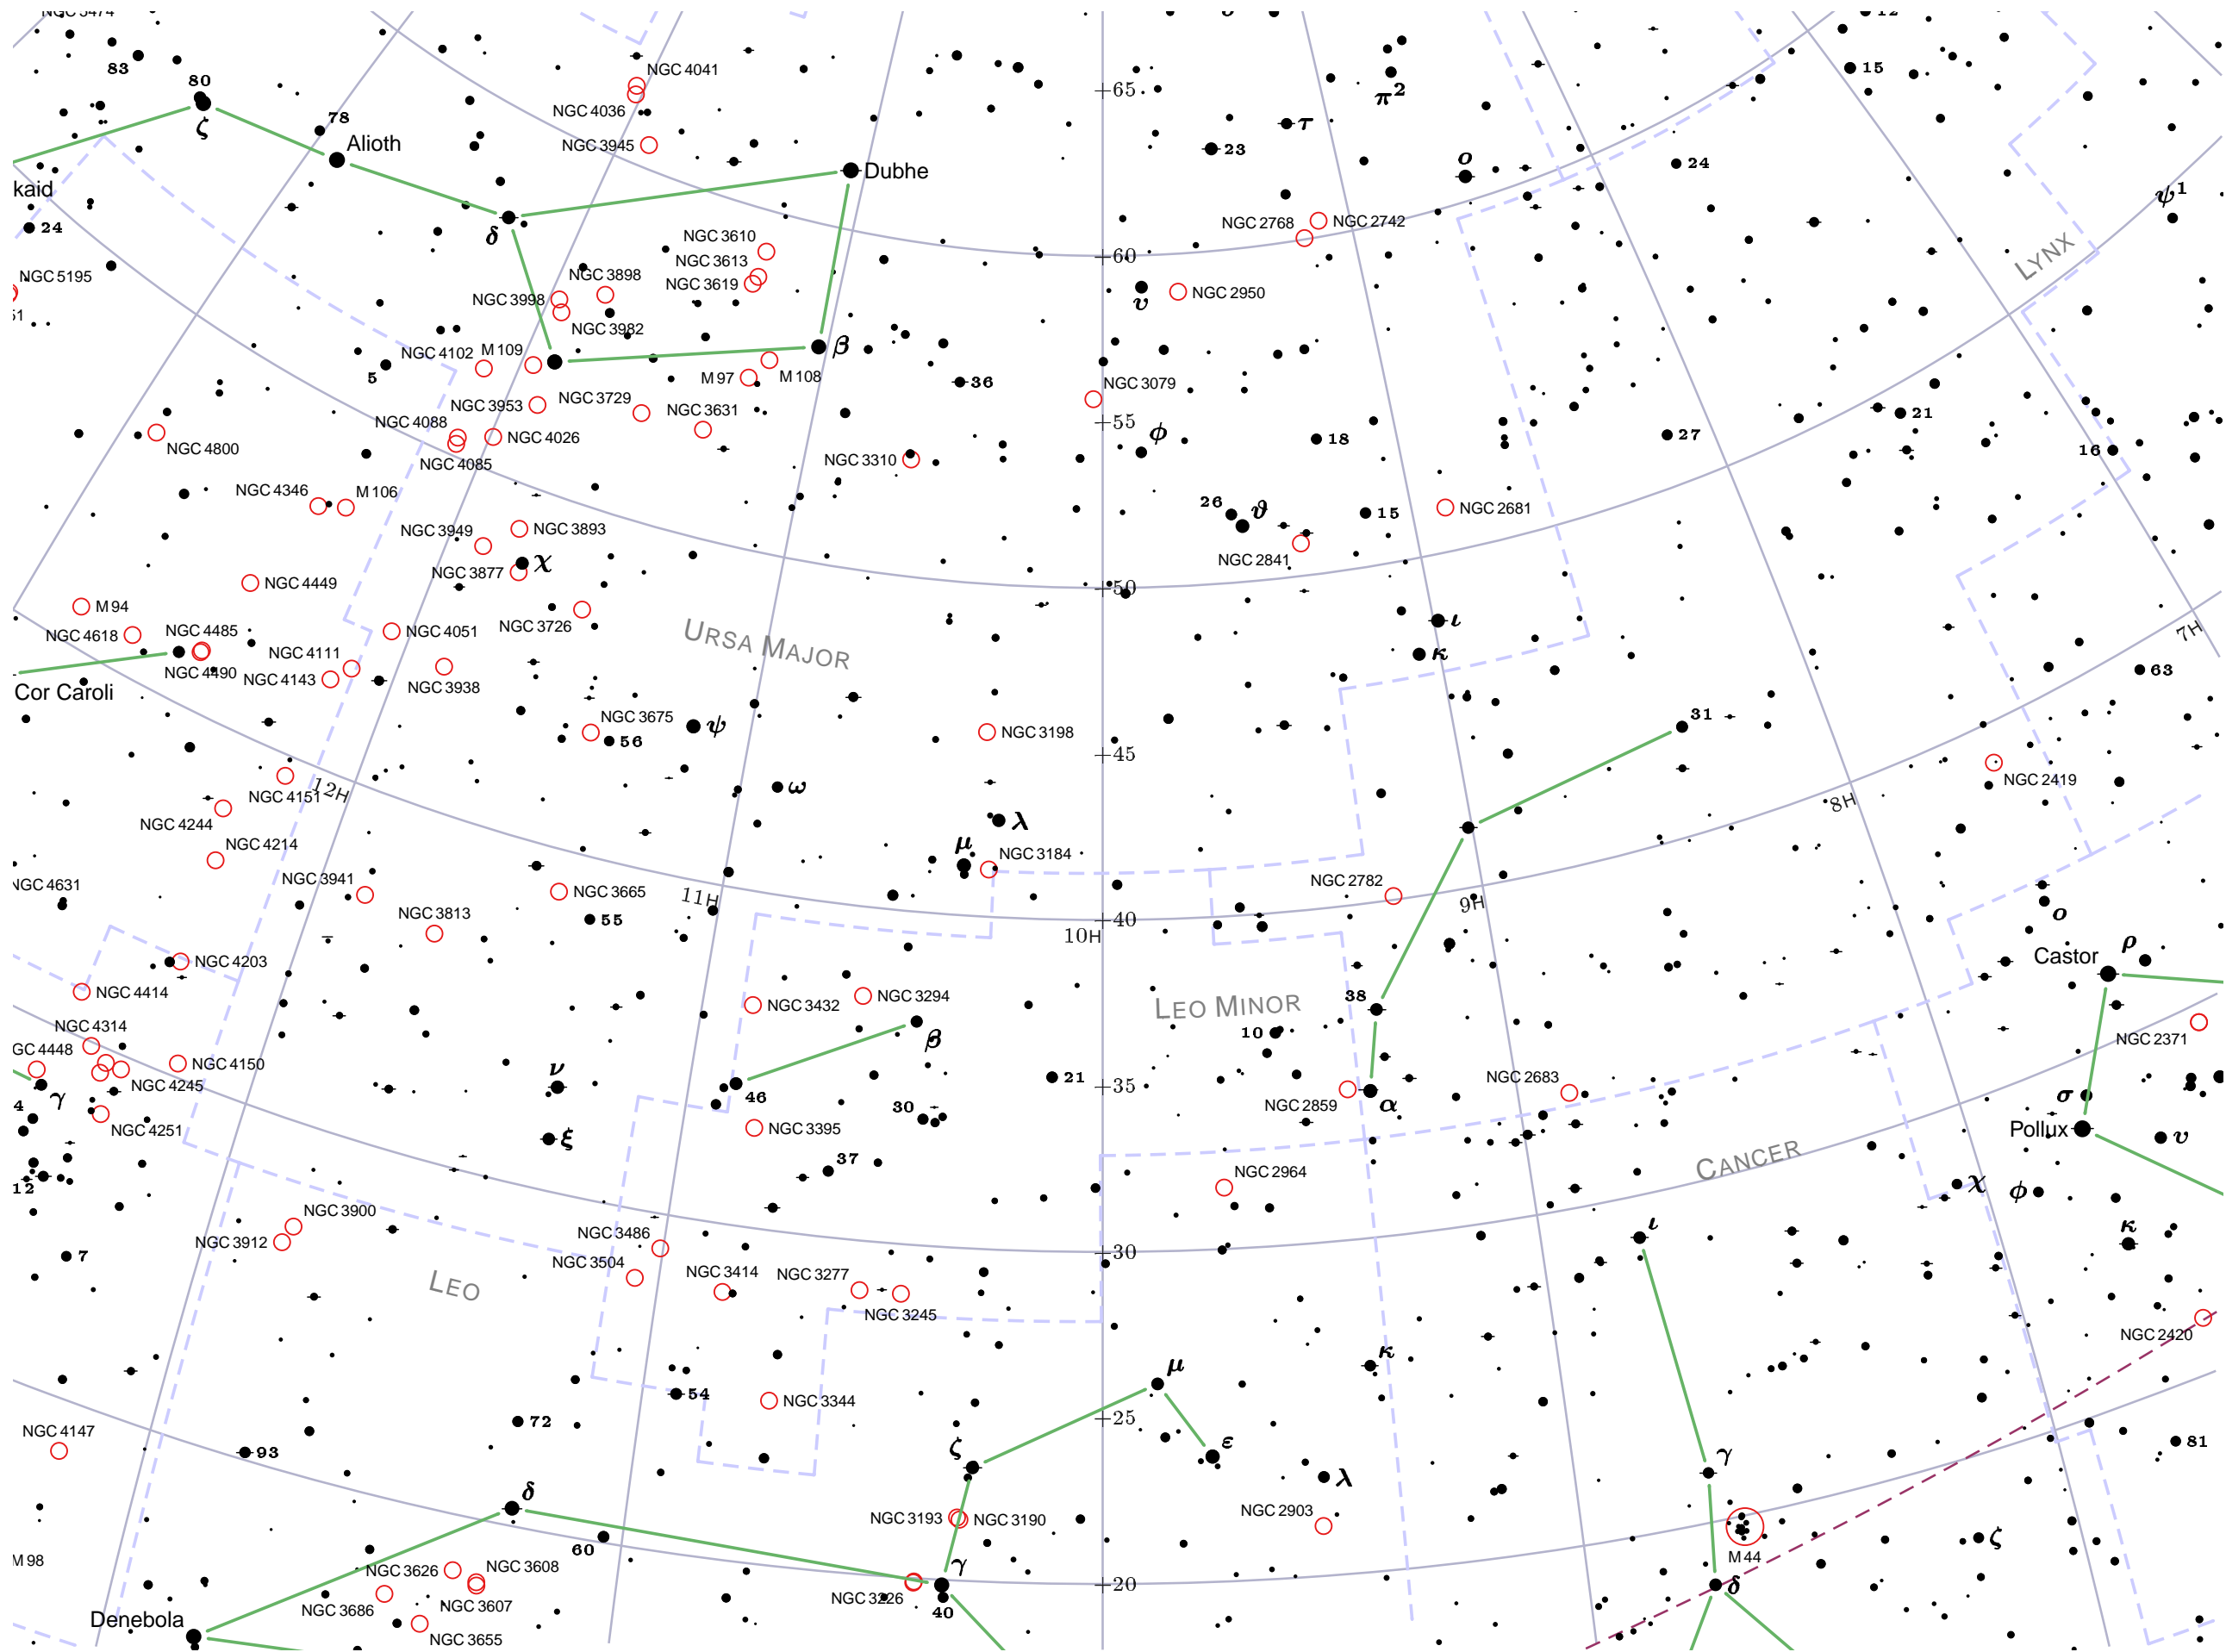 NGC 5474
83
80
ζ
78
Alioth
NGC 4041
NGC 4036
NGC 3945
Dubhe
65
π²
τ
23
ο
12
15
24
ψ¹
kaid
24
δ
NGC 3610
NGC 3613
NGC 3619
NGC 3898
NGC 3998
NGC 3982
NGC 5195
51
60
NGC 2768
NGC 2742
υ
NGC 2950
LYNX
NGC 4102
M 109
5
β
M 97
M 108
36
NGC 3079
NGC 3953
NGC 3729
NGC 3631
55
NGC 4088
NGC 4026
NGC 4085
NGC 4800
NGC 3310
ϕ
18
27
21
16
NGC 4346
M 106
NGC 3949
NGC 3893
26
ϑ
15
NGC 2681
NGC 2841
χ
NGC 3877
NGC 4449
50
M 94
NGC 4618
NGC 4485
NGC 4490
NGC 4051
NGC 3726
URSA MAJOR
ι
κ
7H
63
NGC 4111
NGC 4143
NGC 3938
Cor Caroli
NGC 3675
56
ψ
NGC 3198
45
31
ω
NGC 2419
12H
NGC 4151
NGC 4244
NGC 4214
8H
λ
μ
NGC 3184
NGC 4631
NGC 3941
NGC 3665
55
11H
NGC 3813
NGC 2782
9H
40
10H
ο
Castor
ρ
NGC 4203
NGC 4414
NGC 3432
NGC 3294
LEO MINOR
38
10
β
NGC 4314
GC 4448
NGC 4150
NGC 4245
γ
4
NGC 4251
ν
46
21
35
NGC 2859
α
NGC 2683
NGC 2371
σ
Pollux
υ
ξ
NGC 3395
30
37
12
NGC 2964
CANCER
χ
ϕ
κ
NGC 3900
NGC 3912
7
NGC 3486
NGC 3504
LEO
NGC 3414
NGC 3277
NGC 3245
30
ι
NGC 2420
μ
κ
54
NGC 3344
72
25
NGC 4147
93
ζ
ε
λ
γ
81
δ
NGC 3193
NGC 3190
NGC 2903
60
M 44
ζ
M 98
NGC 3626
NGC 3608
NGC 3686
NGC 3607
NGC 3655
γ
NGC 3226
40
20
δ
Denebola